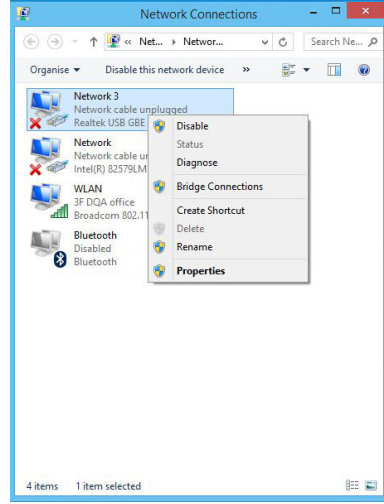 Network Connections
« Net... › Networ...
Search Ne...
Organise
Disable this network device
»
Network 3
Network cable unplugged
Realtek USB GBE
Network
Network cable un
Intel(R) 82579LM
WLAN
3F DQA office
Broadcom 802.11
Bluetooth
Disabled
Bluetooth
Disable
Status
Diagnose
Bridge Connections
Create Shortcut
Delete
Rename
Properties
4 items
1 item selected